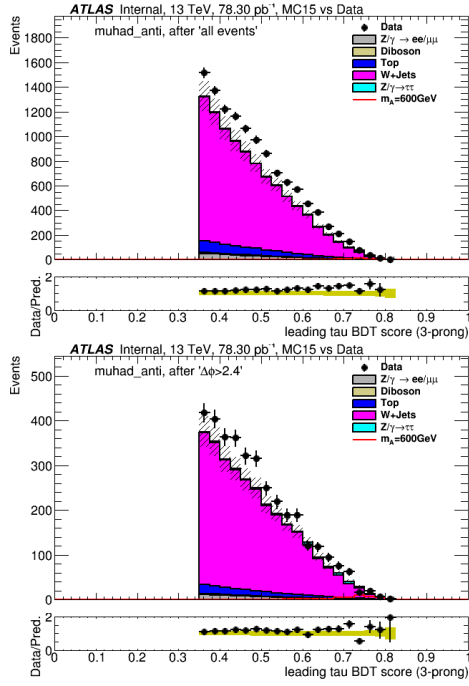 ATLAS Internal, 13 TeV, 78.30 pb⁻¹, MC15 vs Data
Events
muhad_anti, after 'all events'
Data
Z/γ → ee/μμ
Diboson
Top
W+Jets
Z/γ→ττ
m_A=600GeV
1800
1600
1400
1200
1000
800
600
400
200
0
Data/Pred.
2
0
0 0.1 0.2 0.3 0.4 0.5 0.6 0.7 0.8 0.9 1
leading tau BDT score (3-prong)
ATLAS Internal, 13 TeV, 78.30 pb⁻¹, MC15 vs Data
Events
muhad_anti, after 'Δϕ>2.4'
Data
Z/γ → ee/μμ
Diboson
Top
W+Jets
Z/γ→ττ
m_A=600GeV
500
400
300
200
100
0
Data/Pred.
2
0
0 0.1 0.2 0.3 0.4 0.5 0.6 0.7 0.8 0.9 1
leading tau BDT score (3-prong)